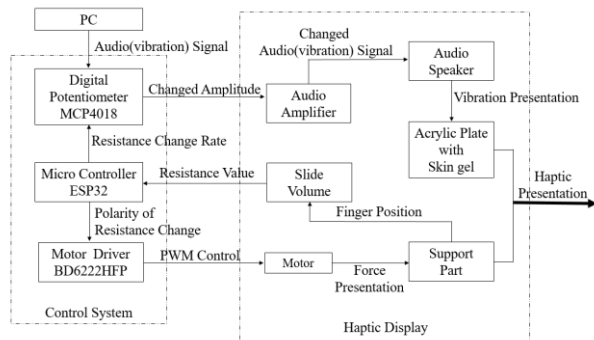 PC
Audio(vibration) Signal
Digital
Potentiometer
MCP4018
Changed Amplitude
Audio
Amplifier
Changed
Audio(vibration) Signal
Audio
Speaker
Vibration Presentation
Acrylic Plate
with
Skin gel
Haptic
Presentation
Resistance Change Rate
Micro Controller
ESP32
Resistance Value
Slide
Volume
Finger Position
Polarity of
Resistance Change
Motor Driver
BD6222HFP
PWM Control
Motor
Force
Presentation
Support
Part
Control System
Haptic Display